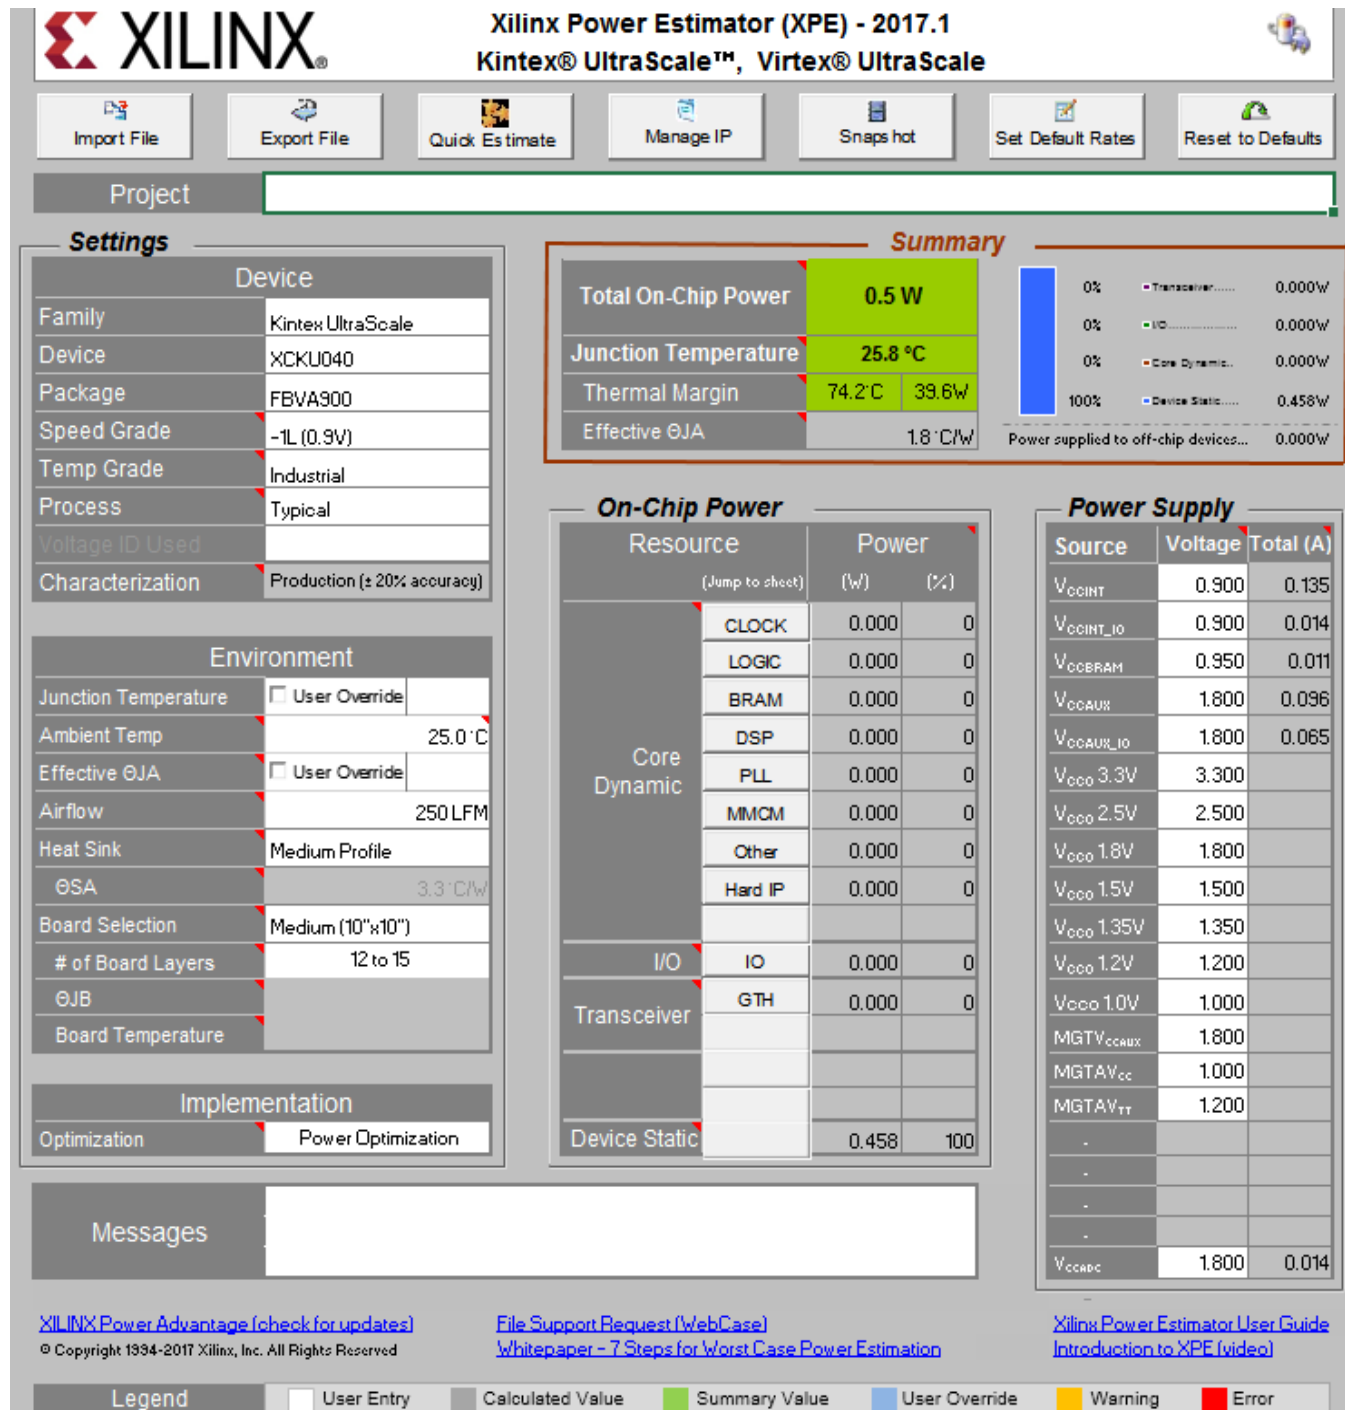 XILINX®
Xilinx Power Estimator (XPE) - 2017.1
Kintex® UltraScale™, Virtex® UltraScale
Import File
Export File
Quick Estimate
Manage IP
Snapshot
Set Default Rates
Reset to Defaults
Project
Settings
Device
Family Kintex UltraScale
Device XCKU040
Package FBVA900
Speed Grade -1L (0.9V)
Temp Grade Industrial
Process Typical
Voltage ID Used
Characterization Production (± 20% accuracy)
Environment
Junction Temperature User Override
Ambient Temp 25.0 °C
Effective ΘJA User Override
Airflow 250 LFM
Heat Sink Medium Profile
ΘSA 3.3 °C/W
Board Selection Medium (10"x10")
# of Board Layers 12 to 15
ΘJB
Board Temperature
Implementation
Optimization Power Optimization
Summary
Total On-Chip Power 0.5 W
Junction Temperature 25.8 °C
Thermal Margin 74.2°C 39.6W
Effective ΘJA 1.8 °C/W
0% Transceiver...... 0.000W
0% I/O.................. 0.000W
0% Core Dynamic.. 0.000W
100% Device Static..... 0.458W
Power supplied to off-chip devices... 0.000W
On-Chip Power
Resource Power
(Jump to sheet) (W) (%)
Core Dynamic
CLOCK 0.000 0
LOGIC 0.000 0
BRAM 0.000 0
DSP 0.000 0
PLL 0.000 0
MMCM 0.000 0
Other 0.000 0
Hard IP 0.000 0
I/O IO 0.000 0
Transceiver GTH 0.000 0
Device Static 0.458 100
Power Supply
Source Voltage Total (A)
VCCINT 0.900 0.135
VCCINT_IO 0.900 0.014
VCCBRAM 0.950 0.011
VCCAUX 1.800 0.096
VCCAUX_IO 1.800 0.065
VCCO 3.3V 3.300
VCCO 2.5V 2.500
VCCO 1.8V 1.800
VCCO 1.5V 1.500
VCCO 1.35V 1.350
VCCO 1.2V 1.200
Vcco 1.0V 1.000
MGTVCCAUX 1.800
MGTAVCC 1.000
MGTAVTT 1.200
-
-
-
-
VCCADC 1.800 0.014
Messages
XILINX Power Advantage (check for updates)
© Copyright 1994-2017 Xilinx, Inc. All Rights Reserved
File Support Request (WebCase)
Whitepaper - 7 Steps for Worst Case Power Estimation
Xilinx Power Estimator User Guide
Introduction to XPE (video)
Legend User Entry Calculated Value Summary Value User Override Warning Error